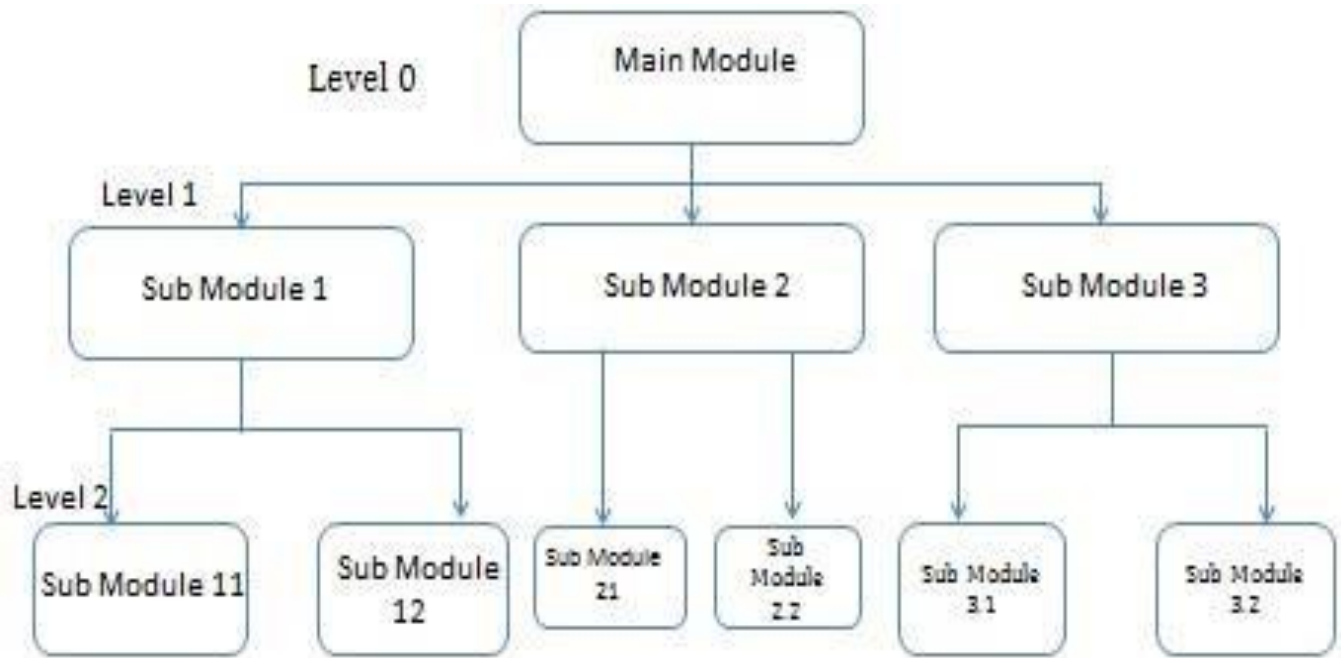 Main Module
Level 0
Level 1
Sub Module 1
Sub Module 2
Sub Module 3
Level 2
Sub Module 11
Sub Module
12
Sub Module
21
Sub
Module
2.2
Sub Module
3.1
Sub Module
3.2